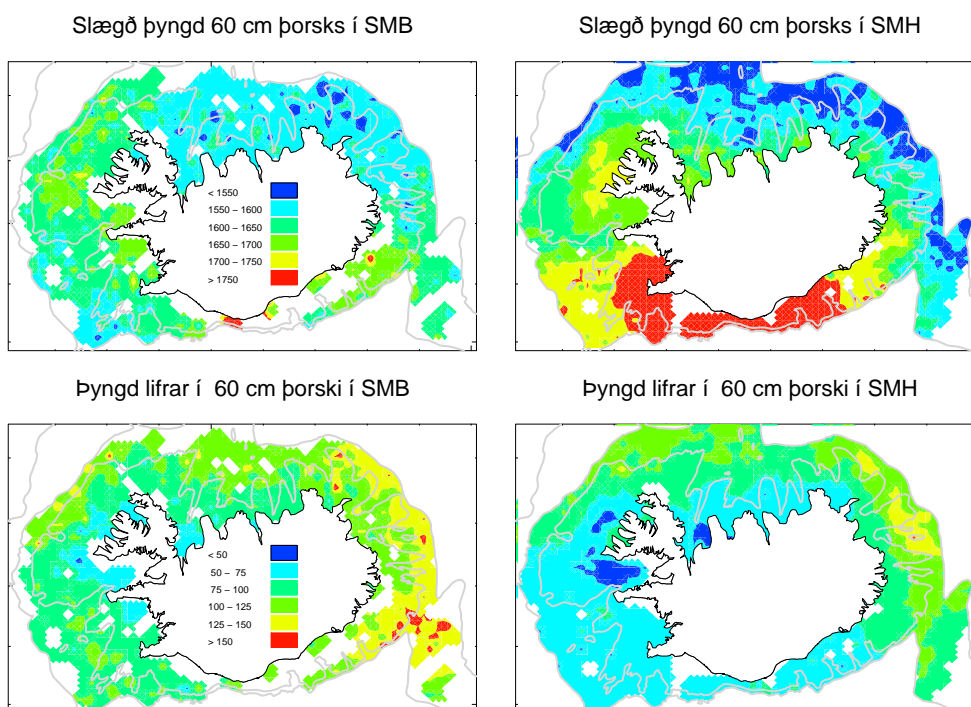 Slægð þyngd 60 cm þorsks í SMB
Slægð þyngd 60 cm þorsks í SMH
< 1550
1550 − 1600
1600 − 1650
1650 − 1700
1700 − 1750
> 1750
Þyngd lifrar í 60 cm þorski í SMB
Þyngd lifrar í 60 cm þorski í SMH
< 50
50 − 75
75 − 100
100 − 125
125 − 150
> 150